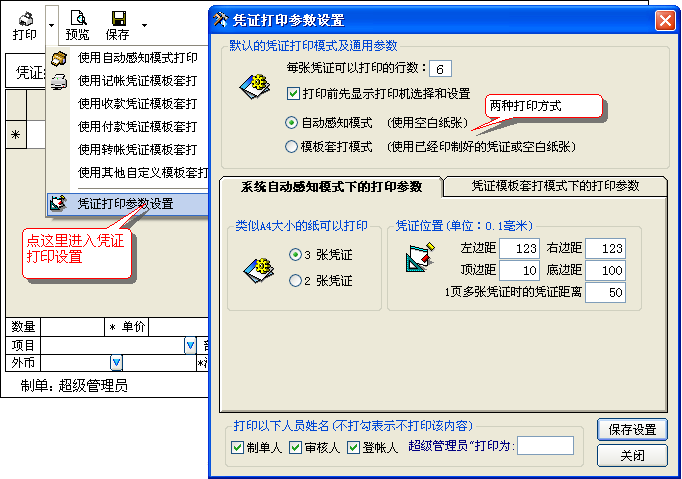 打印 预览 保存
使用自动感知模式打印
使用记帐凭证模板套打
使用收款凭证模板套打
使用付款凭证模板套打
使用转帐凭证模板套打
使用其他自定义模板套打
凭证打印参数设置
凭证
*
点这里进入凭证
打印设置
数量 * 单价
项目
外币
制单：超级管理员
凭证打印参数设置
默认的凭证打印模式及通用参数
每张凭证可以打印的行数： 6
打印前先显示打印机选择和设置
两种打印方式
自动感知模式 (使用空白纸张)
模板套打模式 (使用已经印制好的凭证或空白纸张)
系统自动感知模式下的打印参数 凭证模板套打模式下的打印参数
类似A4大小的纸可以打印
3 张凭证
2 张凭证
凭证位置(单位：0.1毫米)
左边距 123 右边距 123
顶边距 10 底边距 100
1页多张凭证时的凭证距离 50
打印以下人员姓名(不打勾表示不打印该内容)
制单人 审核人 登帐人 超级管理员"打印为:
保存设置
关闭